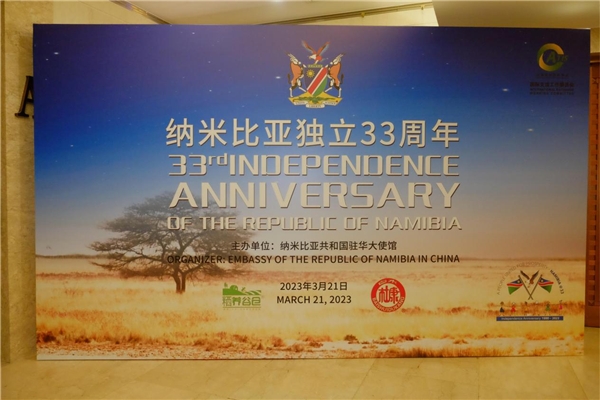 纳米比亚独立33周年
33rd INDEPENDENCE
ANNIVERSARY
OF THE REPUBLIC OF NAMIBIA
主办单位：纳米比亚共和国驻华大使馆
ORGANIZER: EMBASSY OF THE REPUBLIC OF NAMIBIA IN CHINA
2023年3月21日
MARCH 21, 2023